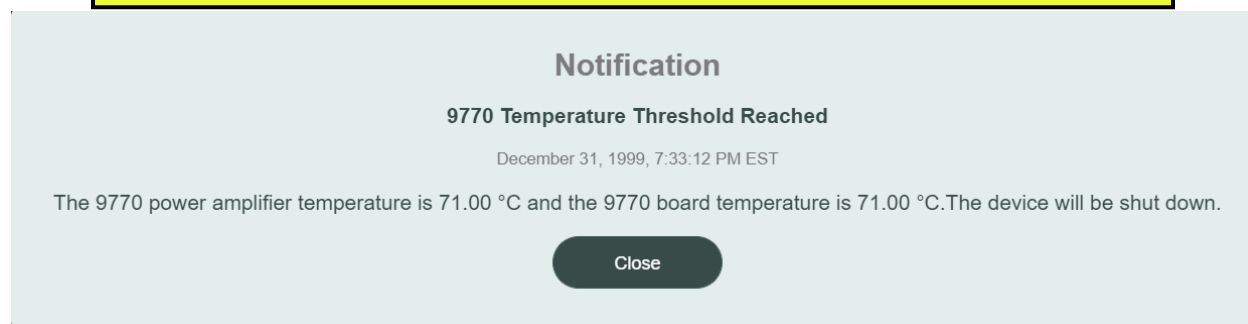 Notification
9770 Temperature Threshold Reached
December 31, 1999, 7:33:12 PM EST
The 9770 power amplifier temperature is 71.00 °C and the 9770 board temperature is 71.00 °C.The device will be shut down.
Close